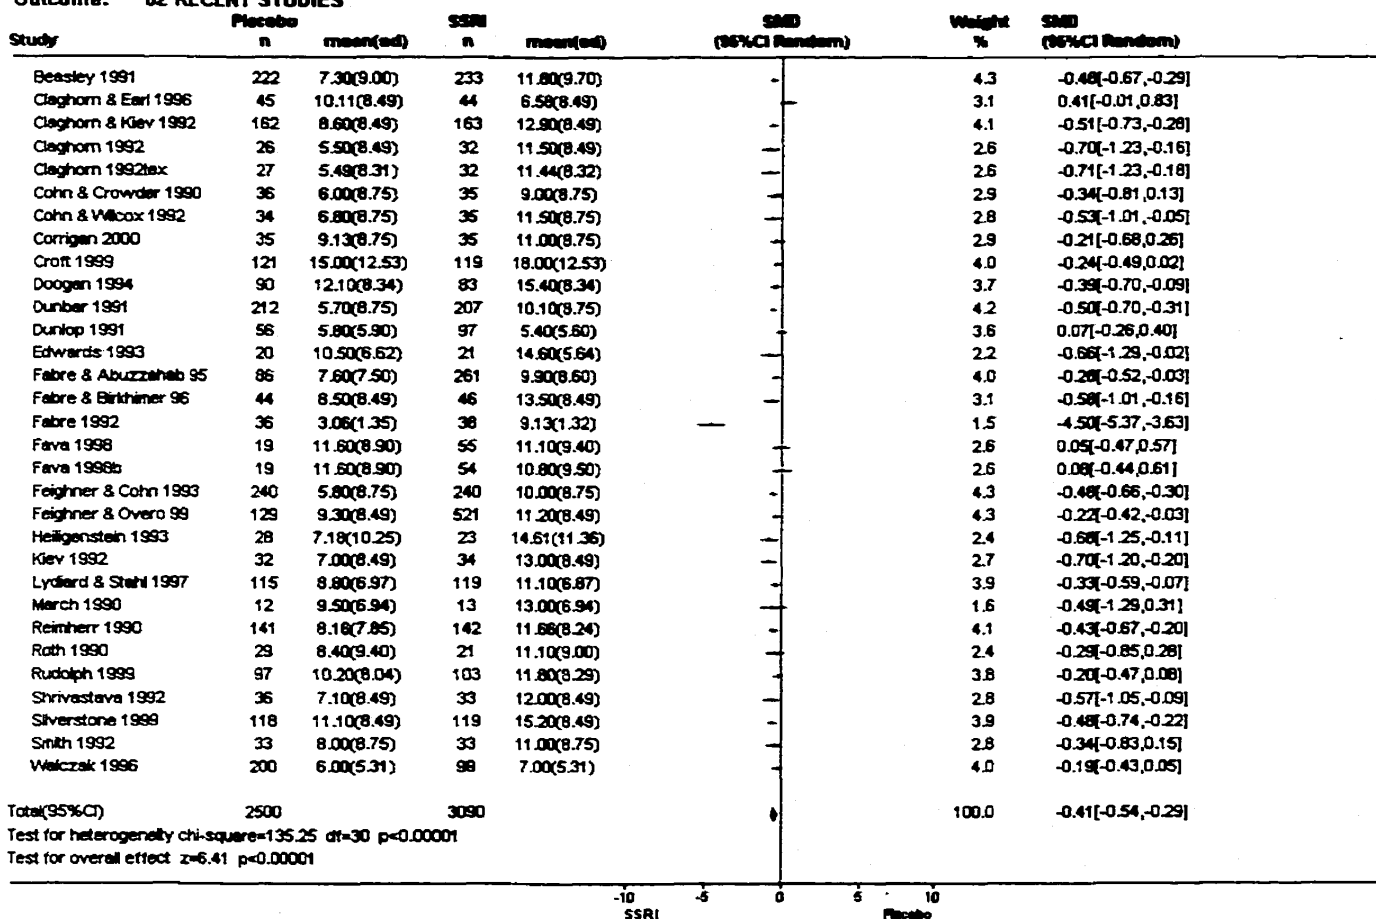 Outcome: 02 RECENT STUDIES
Placebo SSRI SMD Weight SMD
Study n mean(sd) n mean(sd) (95%CI Random) % (95%CI Random)
Beasley 1991 222 7.30(9.00) 233 11.80(9.70) 4.3 -0.48[-0.67,-0.29]
Claghorn & Earl 1996 45 10.11(8.49) 44 6.58(8.49) 3.1 0.41[-0.01,0.83]
Claghorn & Kiev 1992 162 8.60(8.49) 163 12.90(8.49) 4.1 -0.51[-0.73,-0.28]
Claghorn 1992 26 5.50(8.49) 32 11.50(8.49) 2.6 -0.70[-1.23,-0.16]
Claghorn 1992tex 27 5.49(8.31) 32 11.44(8.32) 2.6 -0.71[-1.23,-0.18]
Cohn & Crowder 1990 36 6.00(8.75) 35 9.00(8.75) 2.9 -0.34[-0.81,0.13]
Cohn & Wilcox 1992 34 6.80(8.75) 35 11.50(8.75) 2.8 -0.53[-1.01,-0.05]
Corrigan 2000 35 9.13(8.75) 35 11.00(8.75) 2.9 -0.21[-0.68,0.26]
Croft 1999 121 15.00(12.53) 119 18.00(12.53) 4.0 -0.24[-0.49,0.02]
Doogan 1994 90 12.10(8.34) 83 15.40(8.34) 3.7 -0.39[-0.70,-0.09]
Dunbar 1991 212 5.70(8.75) 207 10.10(8.75) 4.2 -0.50[-0.70,-0.31]
Dunlop 1991 56 5.80(5.90) 97 5.40(5.60) 3.6 0.07[-0.26,0.40]
Edwards 1993 20 10.50(6.62) 21 14.60(5.64) 2.2 -0.66[-1.29,-0.02]
Fabre & Abuzzahab 95 86 7.60(7.50) 261 9.90(8.60) 4.0 -0.28[-0.52,-0.03]
Fabre & Birkhimer 96 44 8.50(8.49) 46 13.50(8.49) 3.1 -0.58[-1.01,-0.16]
Fabre 1992 36 3.06(1.35) 38 9.13(1.32) 1.5 -4.50[-5.37,-3.63]
Fava 1998 19 11.60(8.90) 55 11.10(9.40) 2.6 0.05[-0.47,0.57]
Fava 1998b 19 11.60(8.90) 54 10.80(9.50) 2.6 0.08[-0.44,0.61]
Feighner & Cohn 1993 240 5.80(8.75) 240 10.00(8.75) 4.3 -0.48[-0.66,-0.30]
Feighner & Overo 99 129 9.30(8.49) 521 11.20(8.49) 4.3 -0.22[-0.42,-0.03]
Heiligenstein 1993 28 7.18(10.25) 23 14.61(11.36) 2.4 -0.68[-1.25,-0.11]
Kiev 1992 32 7.00(8.49) 34 13.00(8.49) 2.7 -0.70[-1.20,-0.20]
Lydiard & Stahl 1997 115 8.80(6.97) 119 11.10(6.87) 3.9 -0.33[-0.59,-0.07]
March 1990 12 9.50(6.94) 13 13.00(6.94) 1.6 -0.49[-1.29,0.31]
Reimherr 1990 141 8.16(7.85) 142 11.66(8.24) 4.1 -0.43[-0.67,-0.20]
Roth 1990 29 8.40(9.40) 21 11.10(9.00) 2.4 -0.29[-0.85,0.28]
Rudolph 1999 97 10.20(8.04) 103 11.80(8.29) 3.8 -0.20[-0.47,0.08]
Shrivastava 1992 36 7.10(8.49) 33 12.00(8.49) 2.8 -0.57[-1.05,-0.09]
Silverstone 1999 118 11.10(8.49) 119 15.20(8.49) 3.9 -0.48[-0.74,-0.22]
Smith 1992 33 8.00(8.75) 33 11.00(8.75) 2.8 -0.34[-0.83,0.15]
Walczak 1996 200 6.00(5.31) 98 7.00(5.31) 4.0 -0.19[-0.43,0.05]
Total(95%CI) 2500 3090 100.0 -0.41[-0.54,-0.29]
Test for heterogeneity chi-square=135.25 df=30 p<0.00001
Test for overall effect z=6.41 p<0.00001
-10 -5 0 5 10
SSRI Placebo